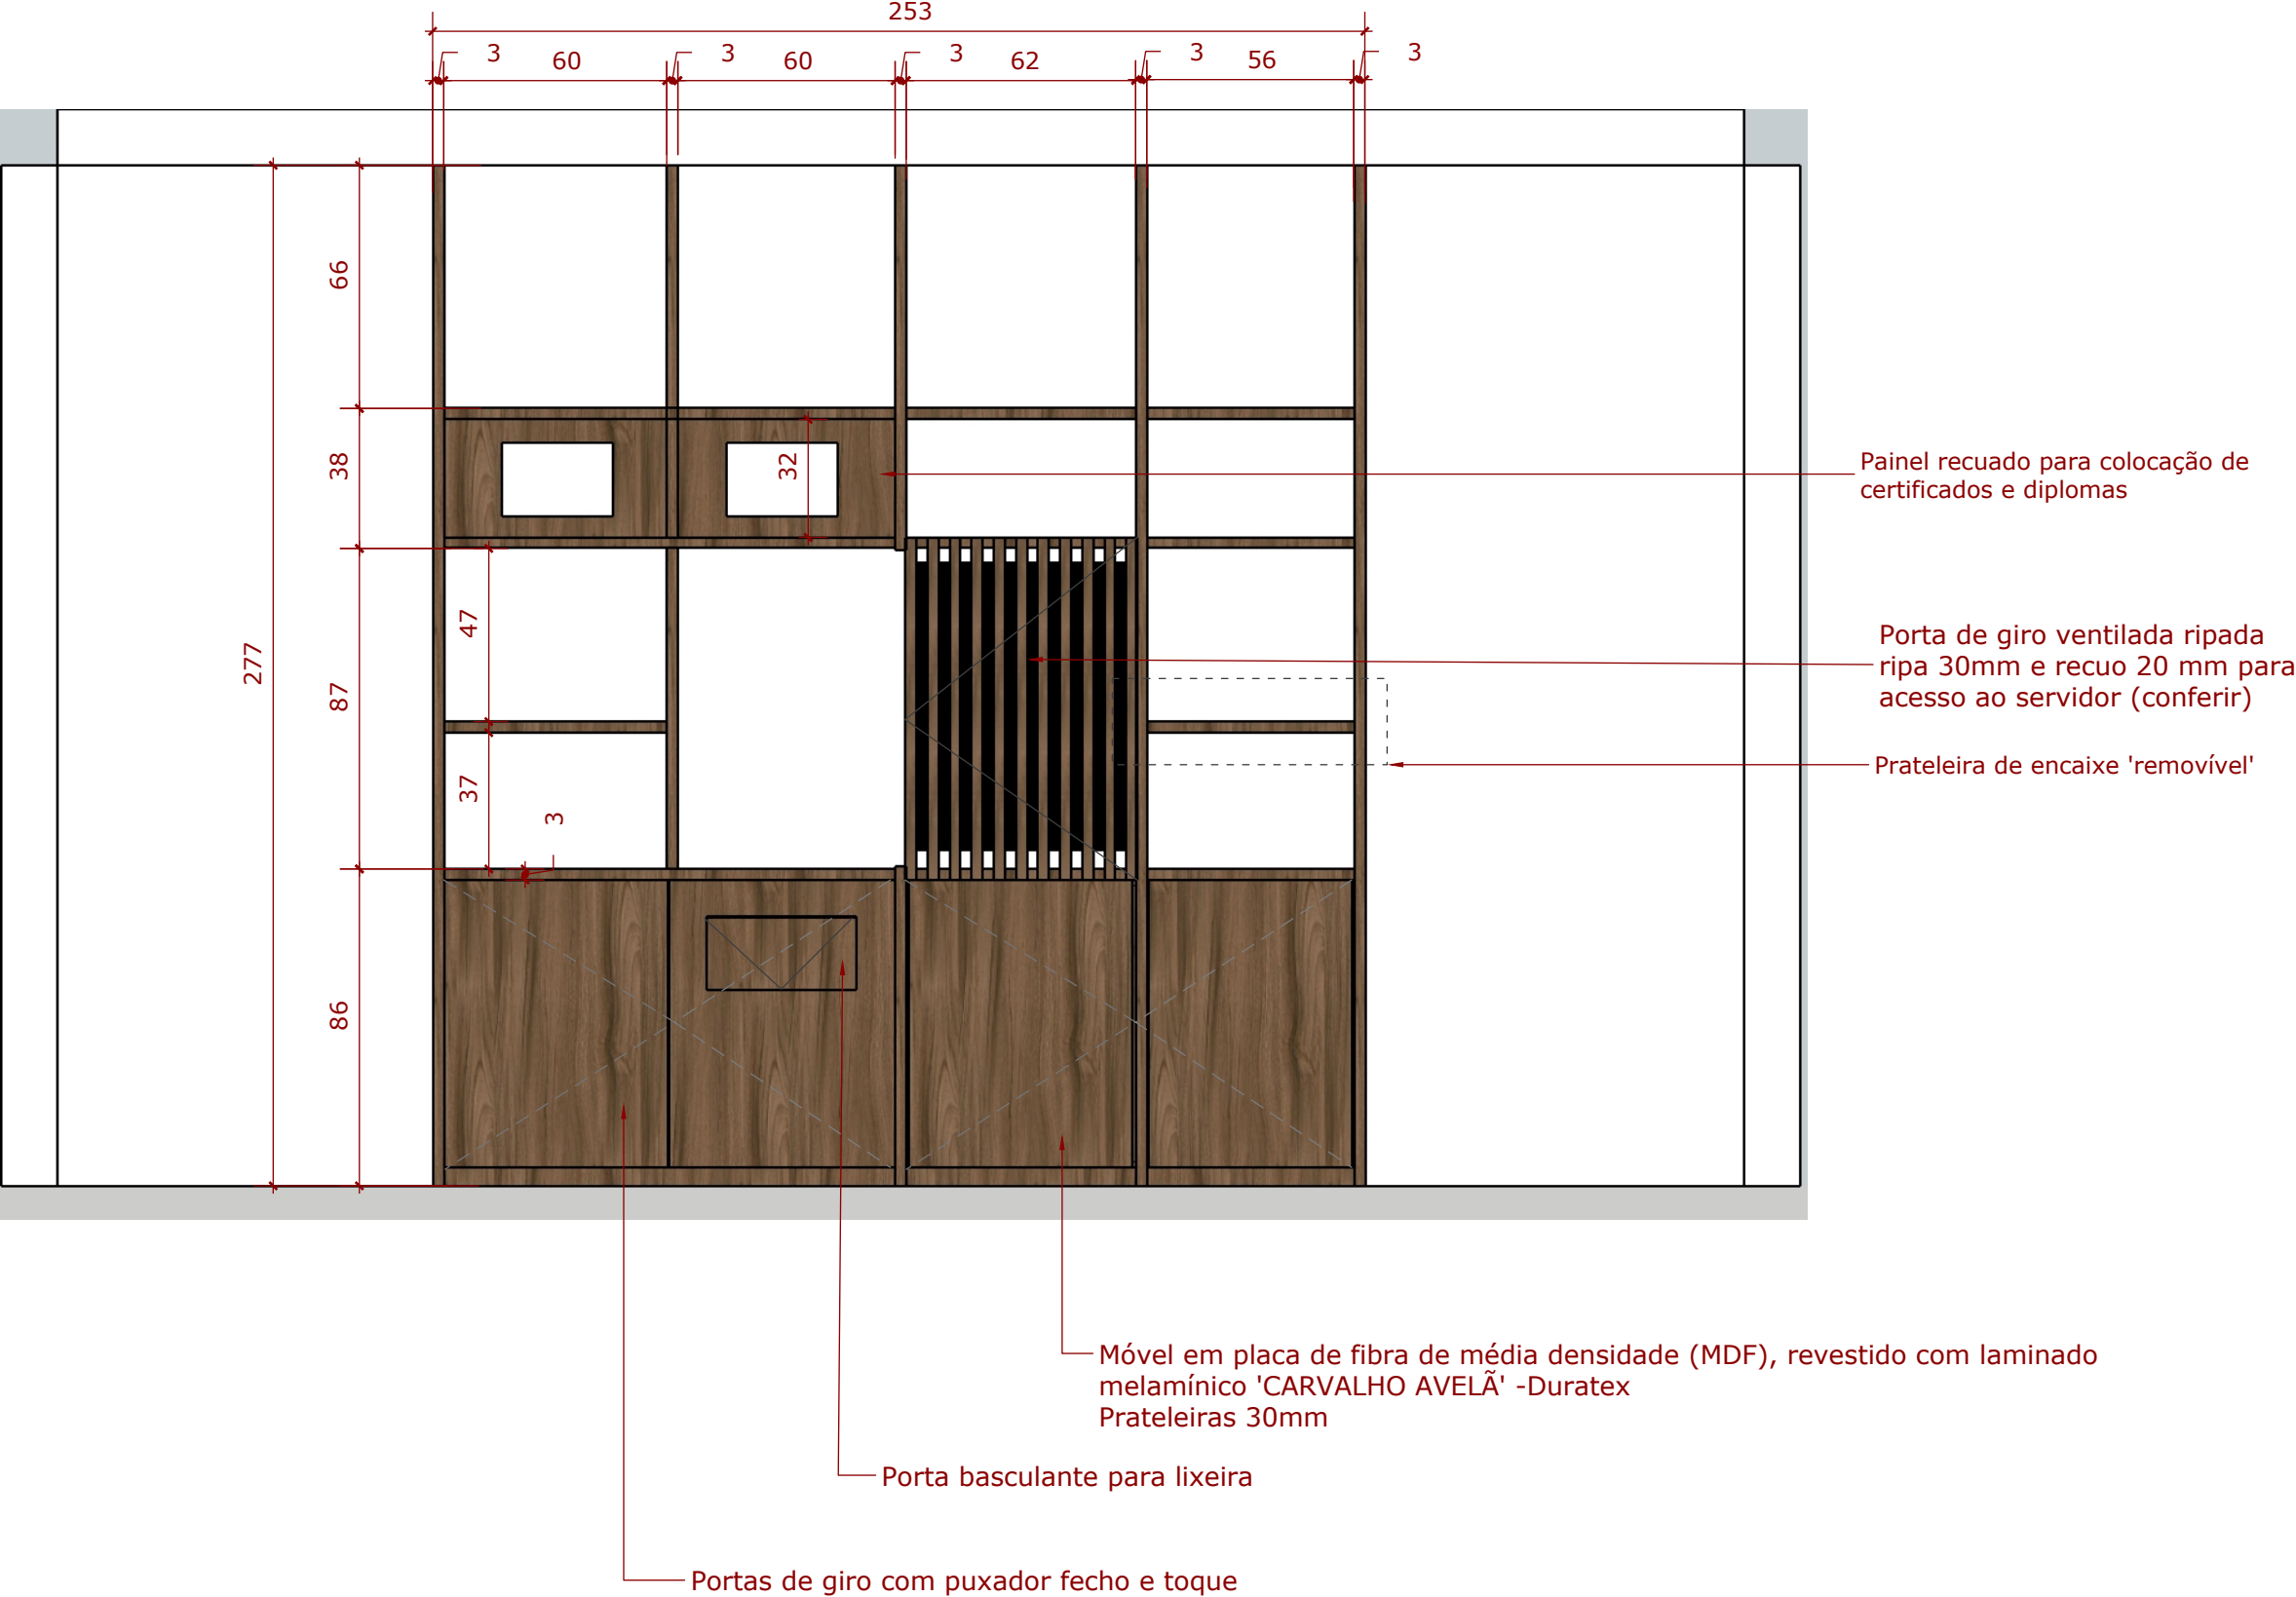 253
3
60
3
60
3
62
3
56
3
66
38
32
Painel recuado para colocação de
certificados e diplomas
47
277
87
Porta de giro ventilada ripada
ripa 30mm e recuo 20 mm para
acesso ao servidor (conferir)
Prateleira de encaixe 'removível'
37
3
86
Móvel em placa de fibra de média densidade (MDF), revestido com laminado
melamínico 'CARVALHO AVELÃ' -Duratex
Prateleiras 30mm
Porta basculante para lixeira
Portas de giro com puxador fecho e toque